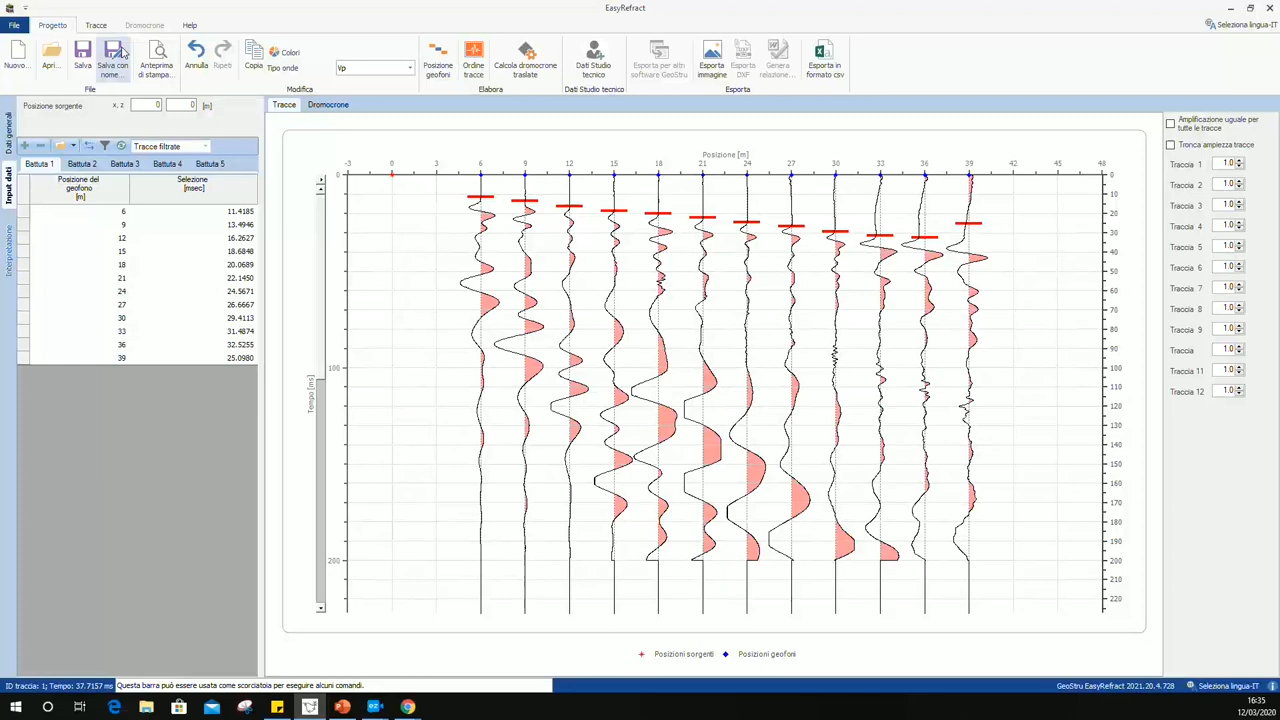 EasyRefract
File Progetto Tracce Dromocrone Help
Seleziona lingua-IT
Nuovo... Apri... Salva Salva con nome... Anteprima di stampa... Annulla Ripeti Copia Colori Tipo onde Vp Posizione geofoni Ordine tracce Calcola dromocrone traslate Dati Studio tecnico Esporta per altri software GeoStru Esporta immagine Esporta DXF Genera relazione... Esporta in formato csv
File Modifica Elabora Dati Studio tecnico Esporta
Dati generali
Input dati
Interpretazione
Posizione sorgente x, z 0 0 [m]
Tracce filtrate
Battuta 1 Battuta 2 Battuta 3 Battuta 4 Battuta 5
Posizione del geofono [m] Selezione [msec]
6 11.4185
9 13.4946
12 16.2627
15 18.6848
18 20.0689
21 22.1450
24 24.5671
27 26.6667
30 29.4113
33 31.4874
36 32.5255
39 25.0980
Tracce Dromocrone
Posizione [m]
-3 0 3 6 9 12 15 18 21 24 27 30 33 36 39 42 45 48
Tempo [ms]
100
200
0
10
20
30
40
50
60
70
80
90
100
110
120
130
140
150
160
170
180
190
200
210
220
Posizioni sorgenti Posizioni geofoni
Amplificazione uguale per
tutte le tracce
Tronca ampiezza tracce
Traccia 1 1.0
Traccia 2 1.0
Traccia 3 1.0
Traccia 4 1.0
Traccia 5 1.0
Traccia 6 1.0
Traccia 7 1.0
Traccia 8 1.0
Traccia 9 1.0
Traccia 1.0
Traccia 11 1.0
Traccia 12 1.0
ID traccia: 1; Tempo: 37.7157 ms Questa barra può essere usata come scorciatoia per eseguire alcuni comandi. GeoStru EasyRefract 2021.20.4.728 Seleziona lingua-IT
16:35
12/03/2020